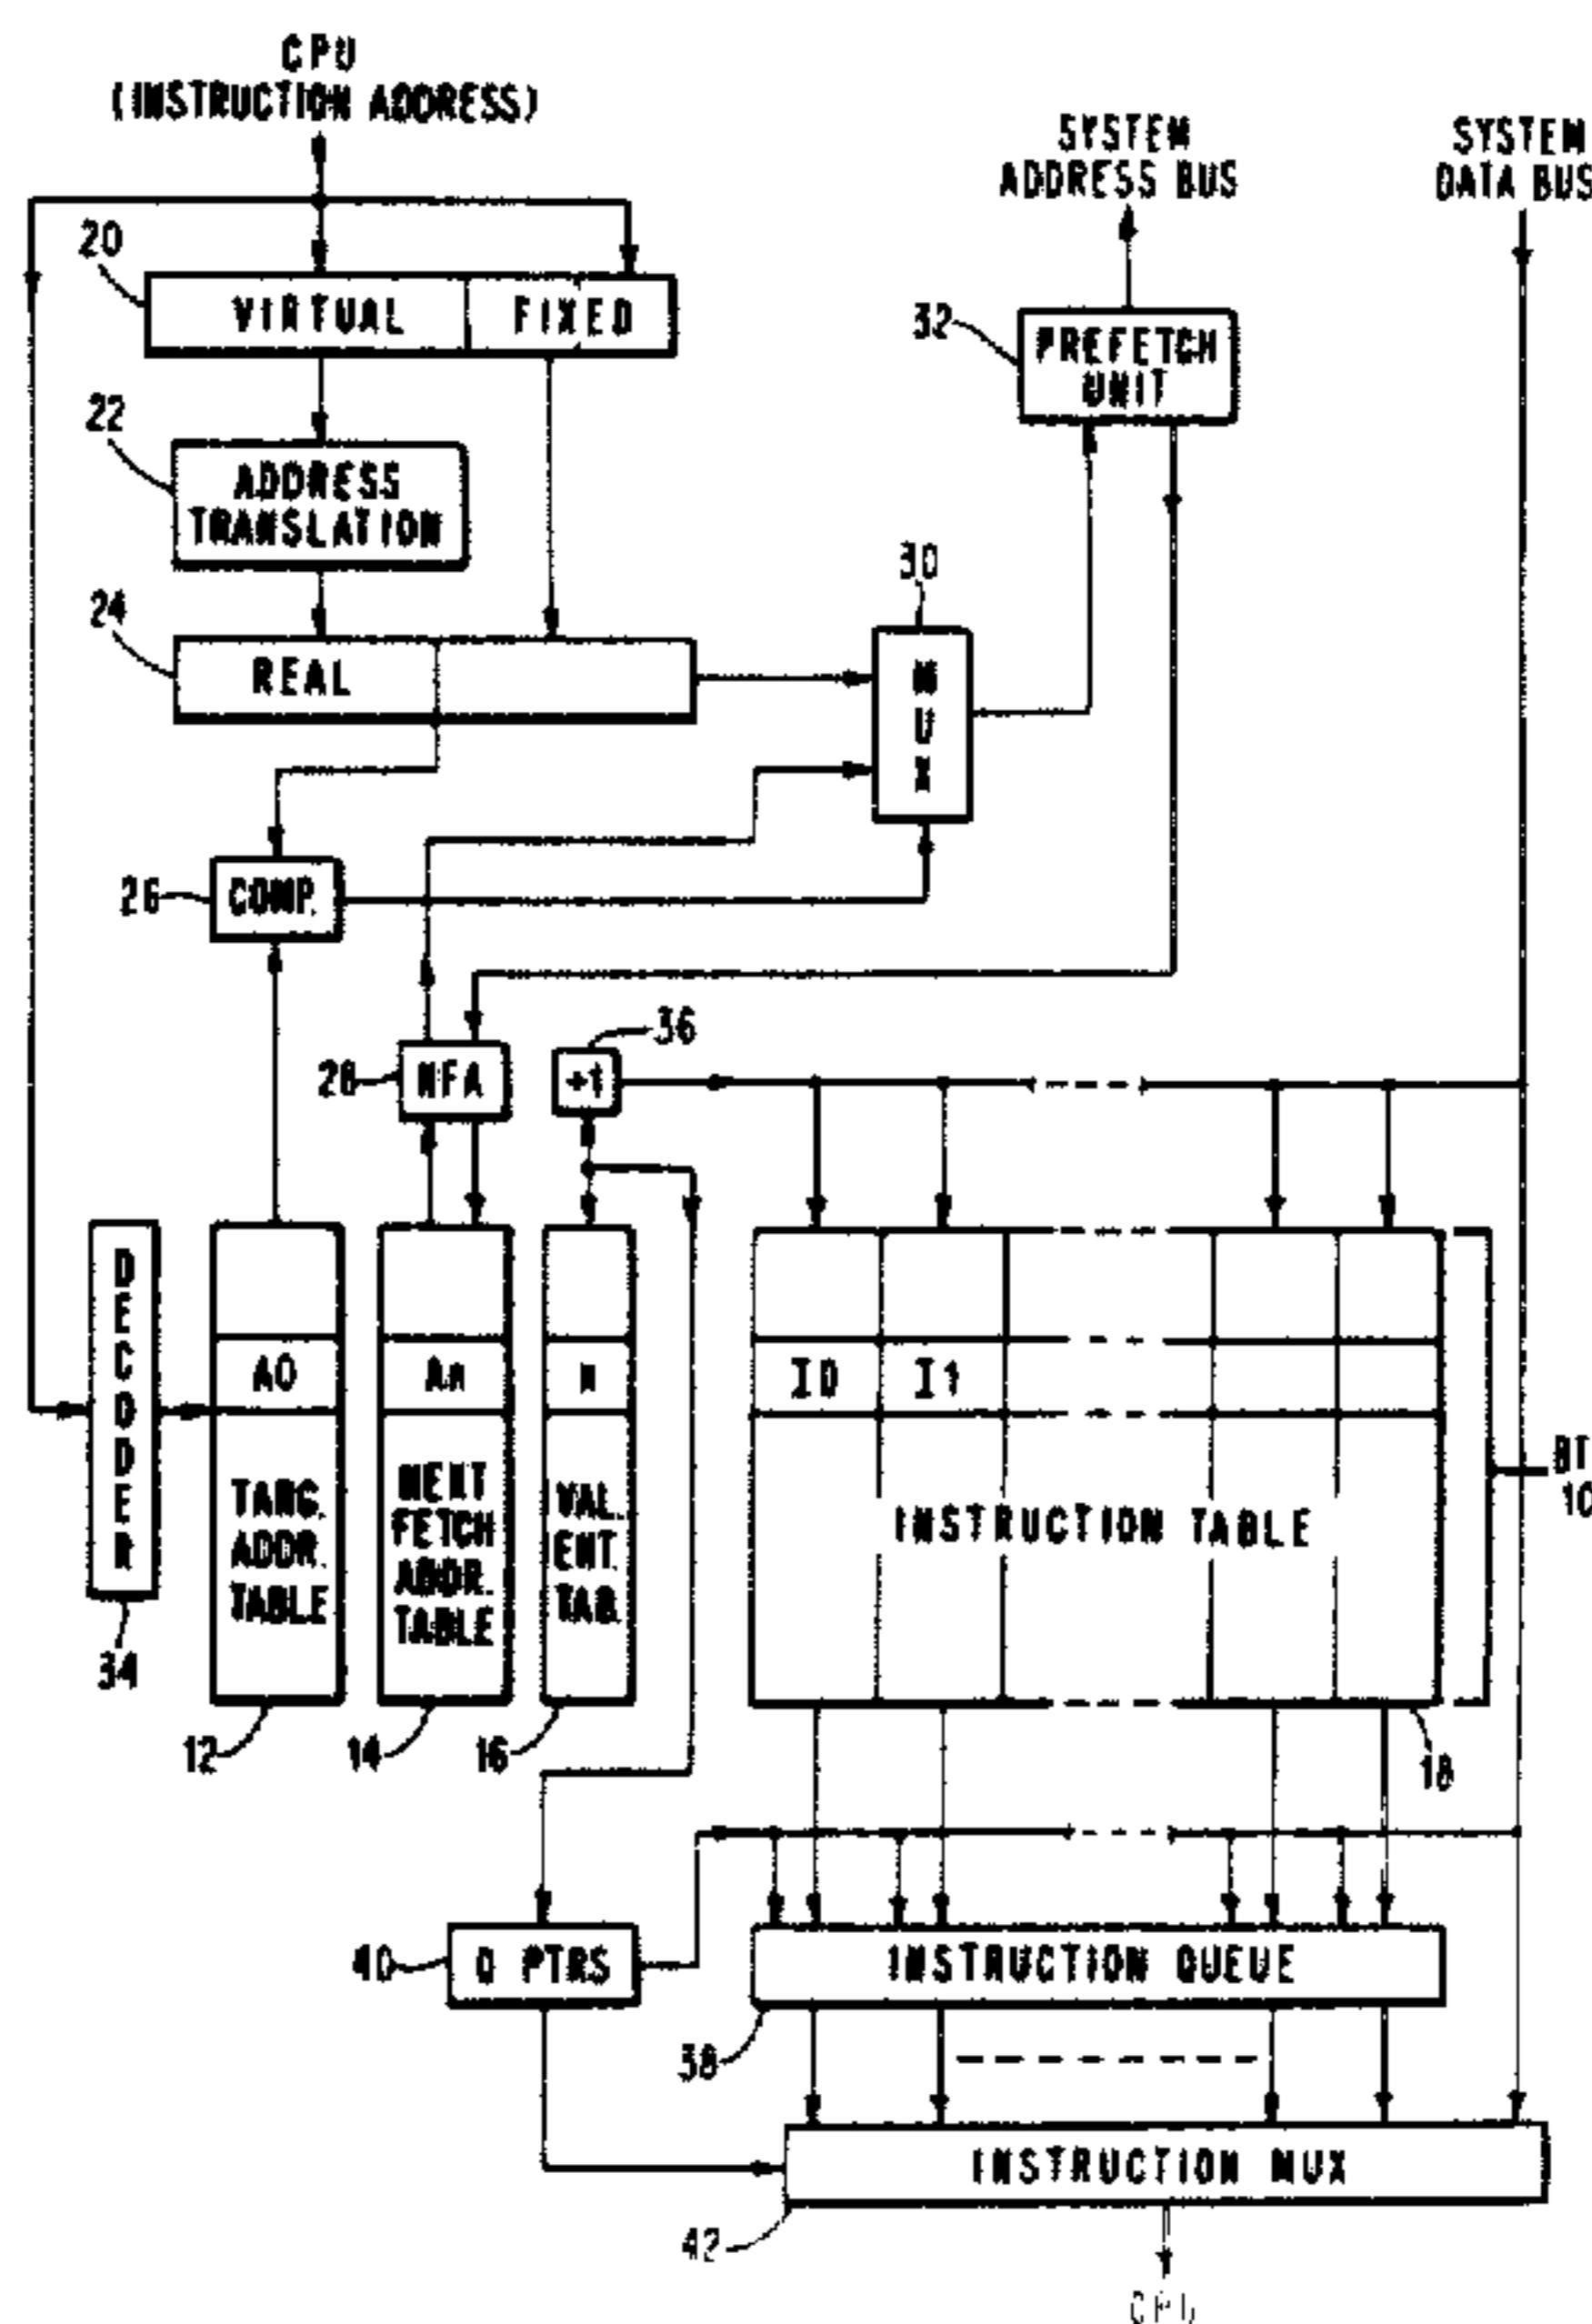 CPU
(INSTRUCTION ADDRESS)
SYSTEM
ADDRESS BUS
SYSTEM
DATA BUS
20
VIRTUAL
FIXED
32
PREFETCH
UNIT
22
ADDRESS
TRANSLATION
30
24
REAL
MUX
26
COMP.
36
28
NFA
+1
DECODER
A0
An
n
I0
I1
TARG.
ADDR.
TABLE
NEXT
FETCH
ADDR.
TABLE
VAL.
ENT.
TAB.
INSTRUCTION TABLE
BT
10
34
12
14
16
18
40
Q PTRS
INSTRUCTION QUEUE
38
INSTRUCTION MUX
42
CPU